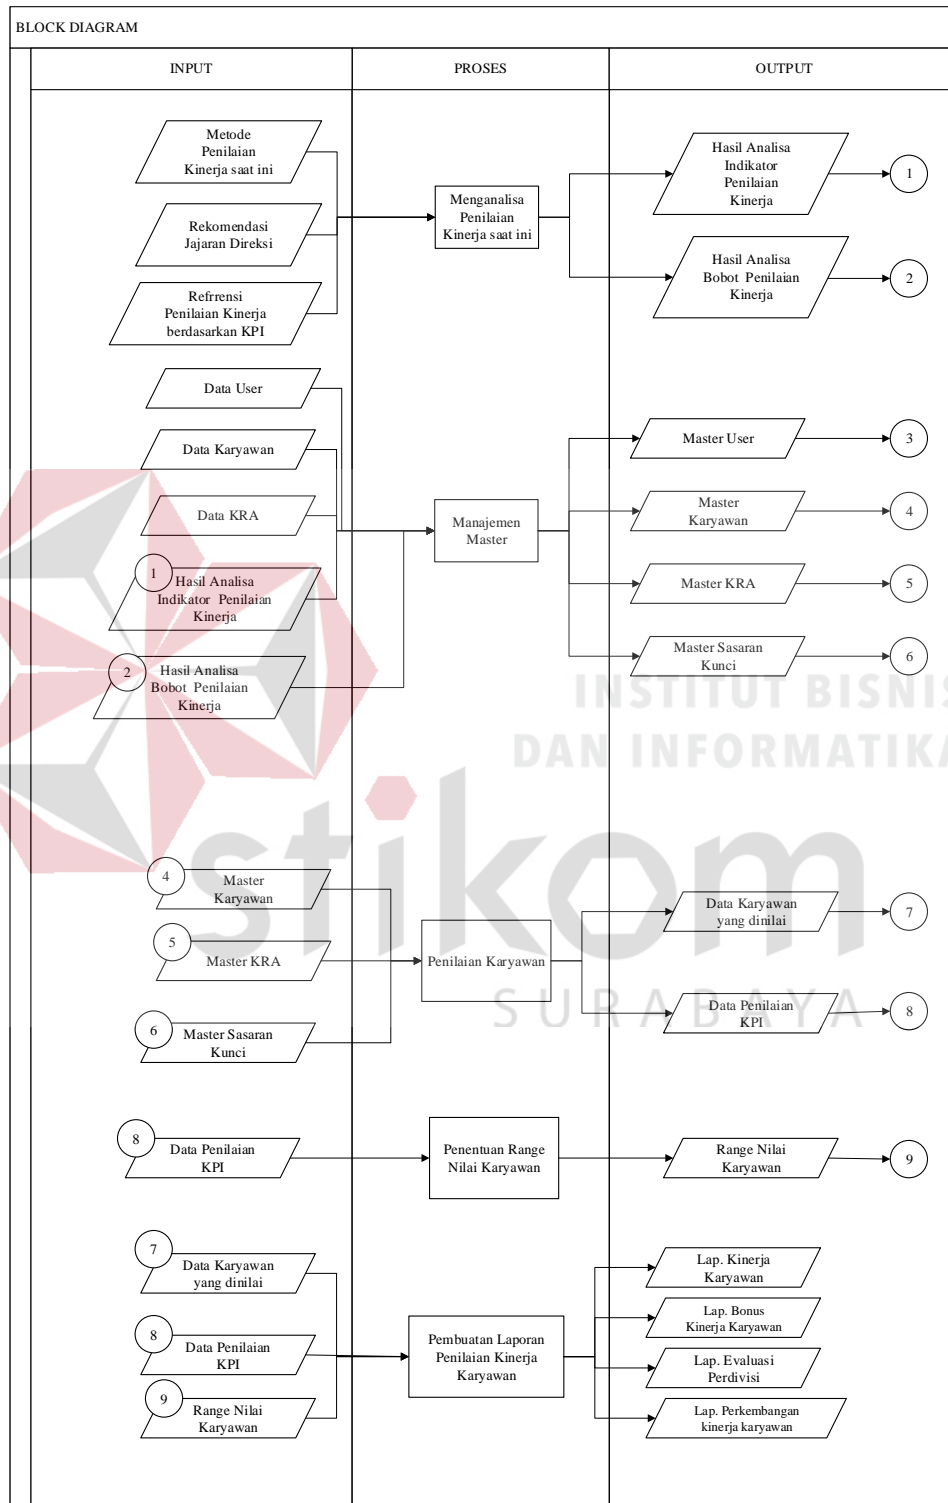 BLOCK DIAGRAM
INPUT
PROSES
OUTPUT
Metode
Penilaian
Kinerja saat ini
Rekomendasi
Jajaran Direksi
Refrrensi
Penilaian Kinerja
berdasarkan KPI
Menganalisa
Penilaian
Kinerja saat ini
Hasil Analisa
Indikator
Penilaian
Kinerja
1
Hasil Analisa
Bobot Penilaian
Kinerja
2
Data User
Data Karyawan
Data KRA
1
Hasil Analisa
Indikator Penilaian
Kinerja
2
Hasil Analisa
Bobot Penilaian
Kinerja
Manajemen
Master
Master User
3
Master
Karyawan
4
Master KRA
5
Master Sasaran
Kunci
6
INSTITUT BISNIS
DAN INFORMATIKA
stikom
SURABAYA
4
Master
Karyawan
5
Master KRA
6
Master Sasaran
Kunci
Penilaian Karyawan
Data Karyawan
yang dinilai
7
Data Penilaian
KPI
8
8
Data Penilaian
KPI
Penentuan Range
Nilai Karyawan
Range Nilai
Karyawan
9
7
Data Karyawan
yang dinilai
8
Data Penilaian
KPI
9
Range Nilai
Karyawan
Pembuatan Laporan
Penilaian Kinerja
Karyawan
Lap. Kinerja
Karyawan
Lap. Bonus
Kinerja Karyawan
Lap. Evaluasi
Perdivisi
Lap. Perkembangan
kinerja karyawan